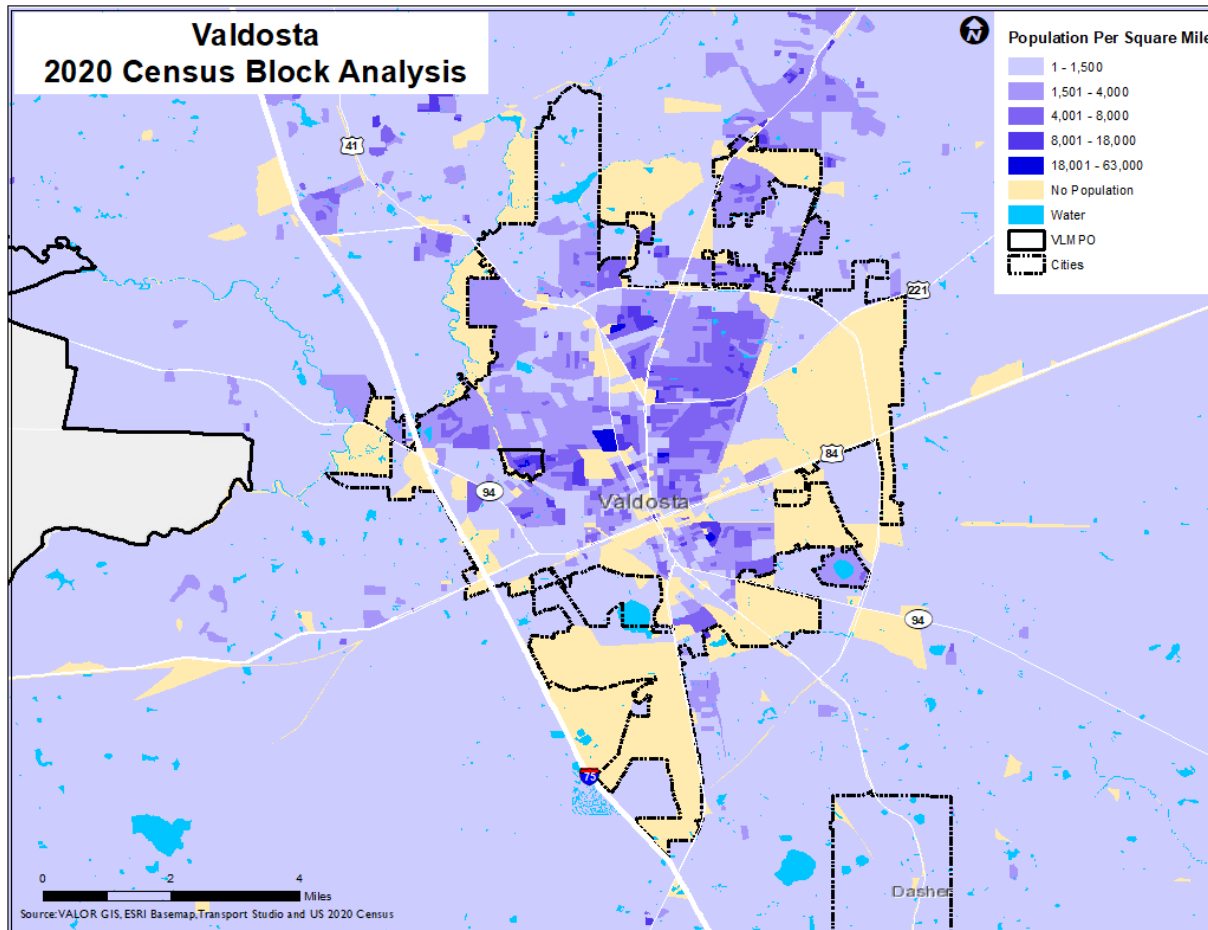 Valdosta
2020 Census Block Analysis
N
Population Per Square Mile
1 - 1,500
1,501 - 4,000
4,001 - 8,000
8,001 - 18,000
18,001 - 63,000
No Population
Water
VLMPO
Cities
41
221
84
94
Valdosta
94
75
Dasher
0 2 4
Miles
Source: VALOR GIS, ESRI Basemap, Transport Studio and US 2020 Census